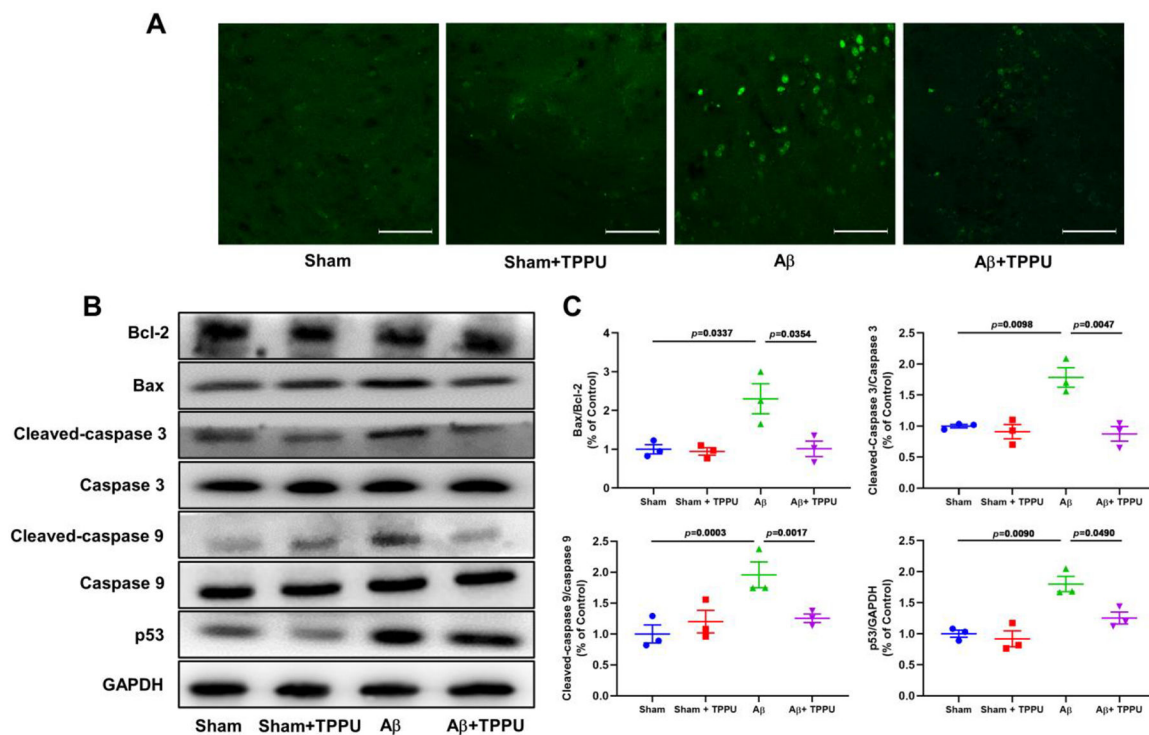 A
Sham
Sham+TPPU
Aβ
Aβ+TPPU
B
Bcl-2
Bax
Cleaved-caspase 3
Caspase 3
Cleaved-caspase 9
Caspase 9
p53
GAPDH
Sham Sham+TPPU Aβ Aβ+TPPU
C
Bax/Bcl-2
(% of Control)
4
3
2
1
0
p=0.0337
p=0.0354
Sham Sham + TPPU Aβ Aβ+ TPPU
Cleaved-Caspase 3/Caspase 3
(% of Control)
2.5
2.0
1.5
1.0
0.5
0.0
p=0.0098
p=0.0047
Sham Sham + TPPU Aβ Aβ+ TPPU
Cleaved-caspase 9/caspase 9
(% of Control)
2.5
2.0
1.5
1.0
0.5
0.0
p=0.0003
p=0.0017
Sham Sham + TPPU Aβ Aβ+ TPPU
p53/GAPDH
(% of Control)
2.5
2.0
1.5
1.0
0.5
0.0
p=0.0090
p=0.0490
Sham Sham + TPPU Aβ Aβ+ TPPU